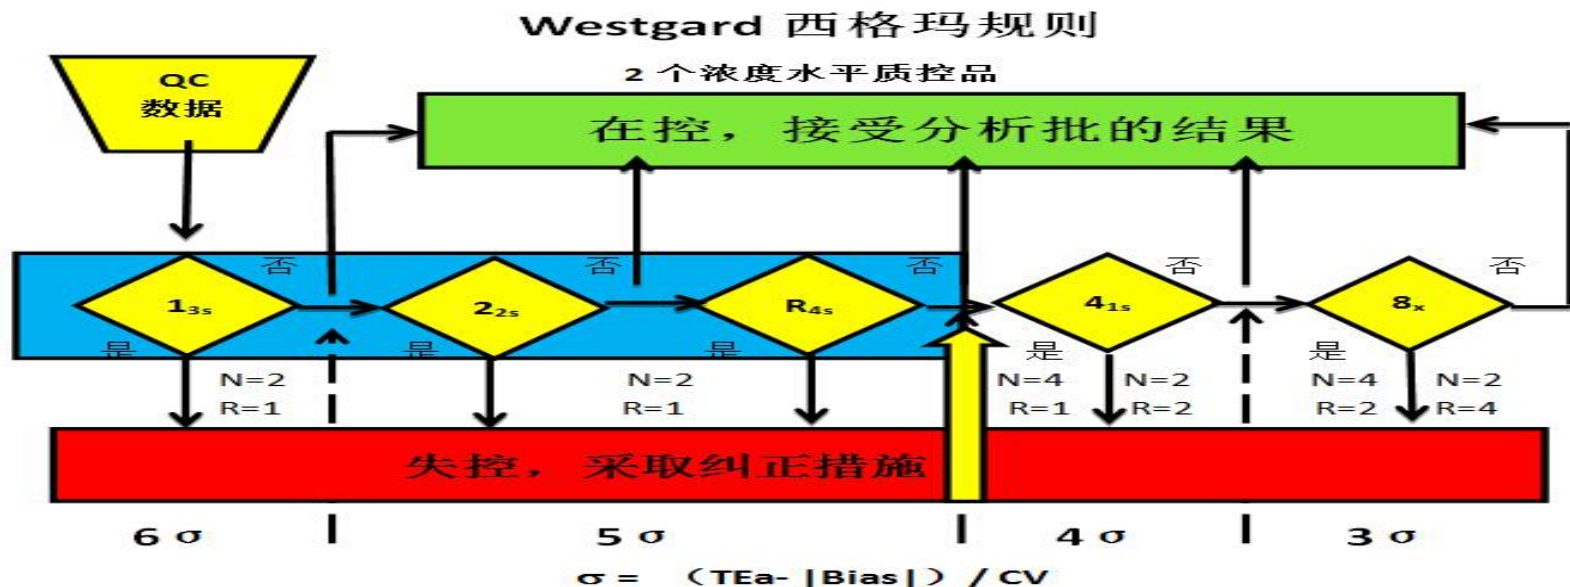 Westgard 西格玛规则
2 个浓度水平质控品
QC
数据
在控，接受分析批的结果
否 否 否 否 否
1₃ₛ 2₂ₛ R₄ₛ 4₁ₛ 8ₓ
是 是 是 是 是
N=2 N=2 N=4 N=2 N=4 N=2
R=1 R=1 R=1 R=2 R=2 R=4
失控，采取纠正措施
6 σ 5 σ 4 σ 3 σ
σ = （TEa- |Bias|）/ CV